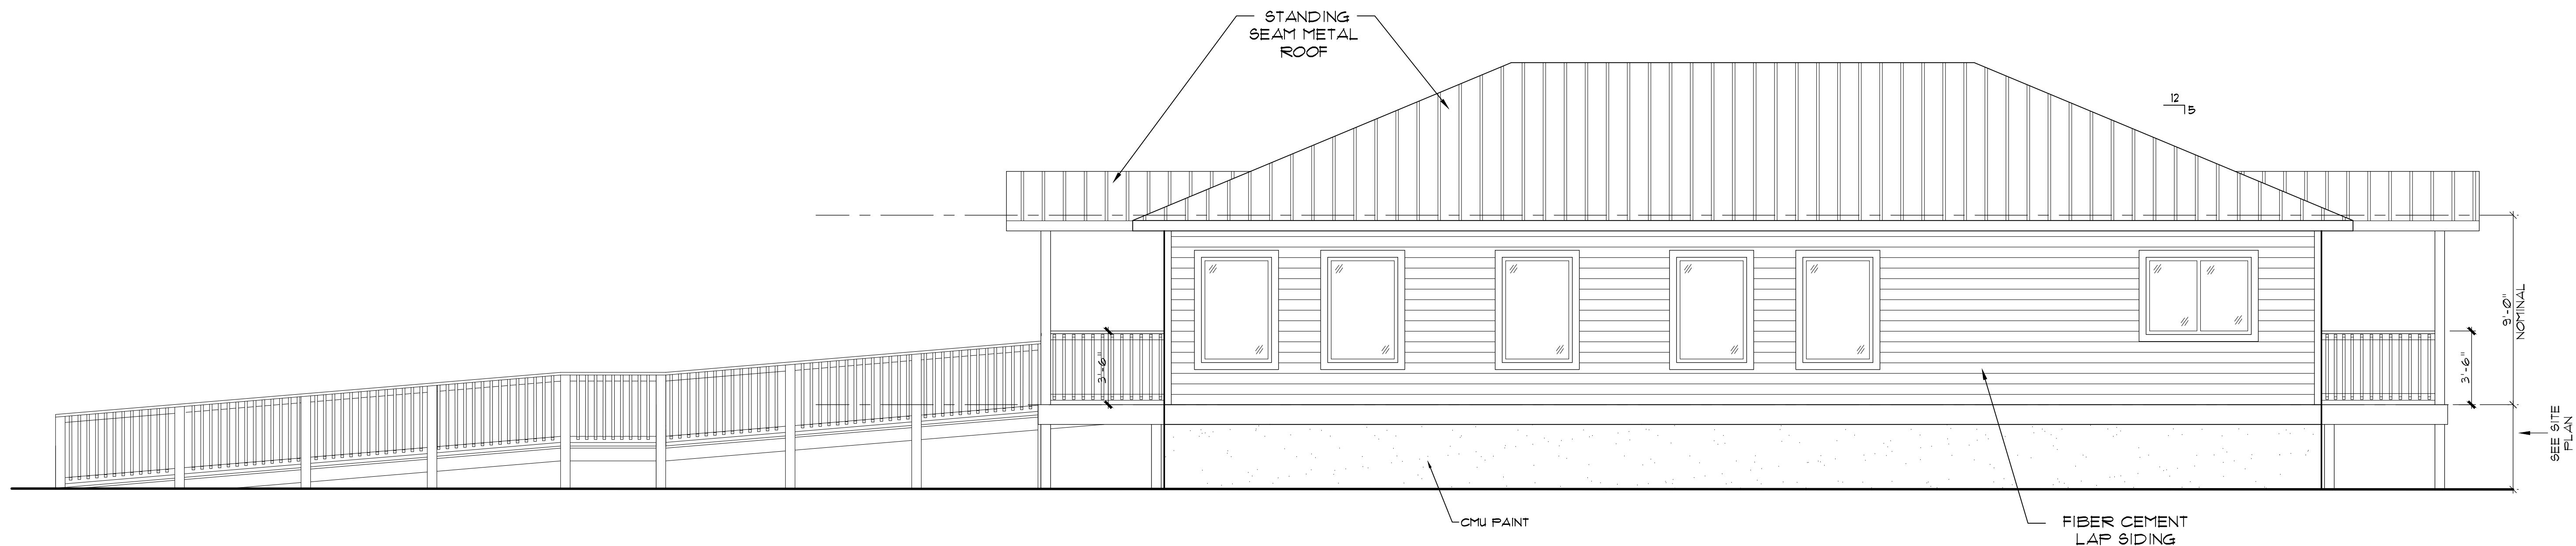 STANDING
SEAM METAL
ROOF
12
5
9'-0"
NOMINAL
3'-6"
3'-6"
SEE SITE
PLAN
CMU PAINT
FIBER CEMENT
LAP SIDING